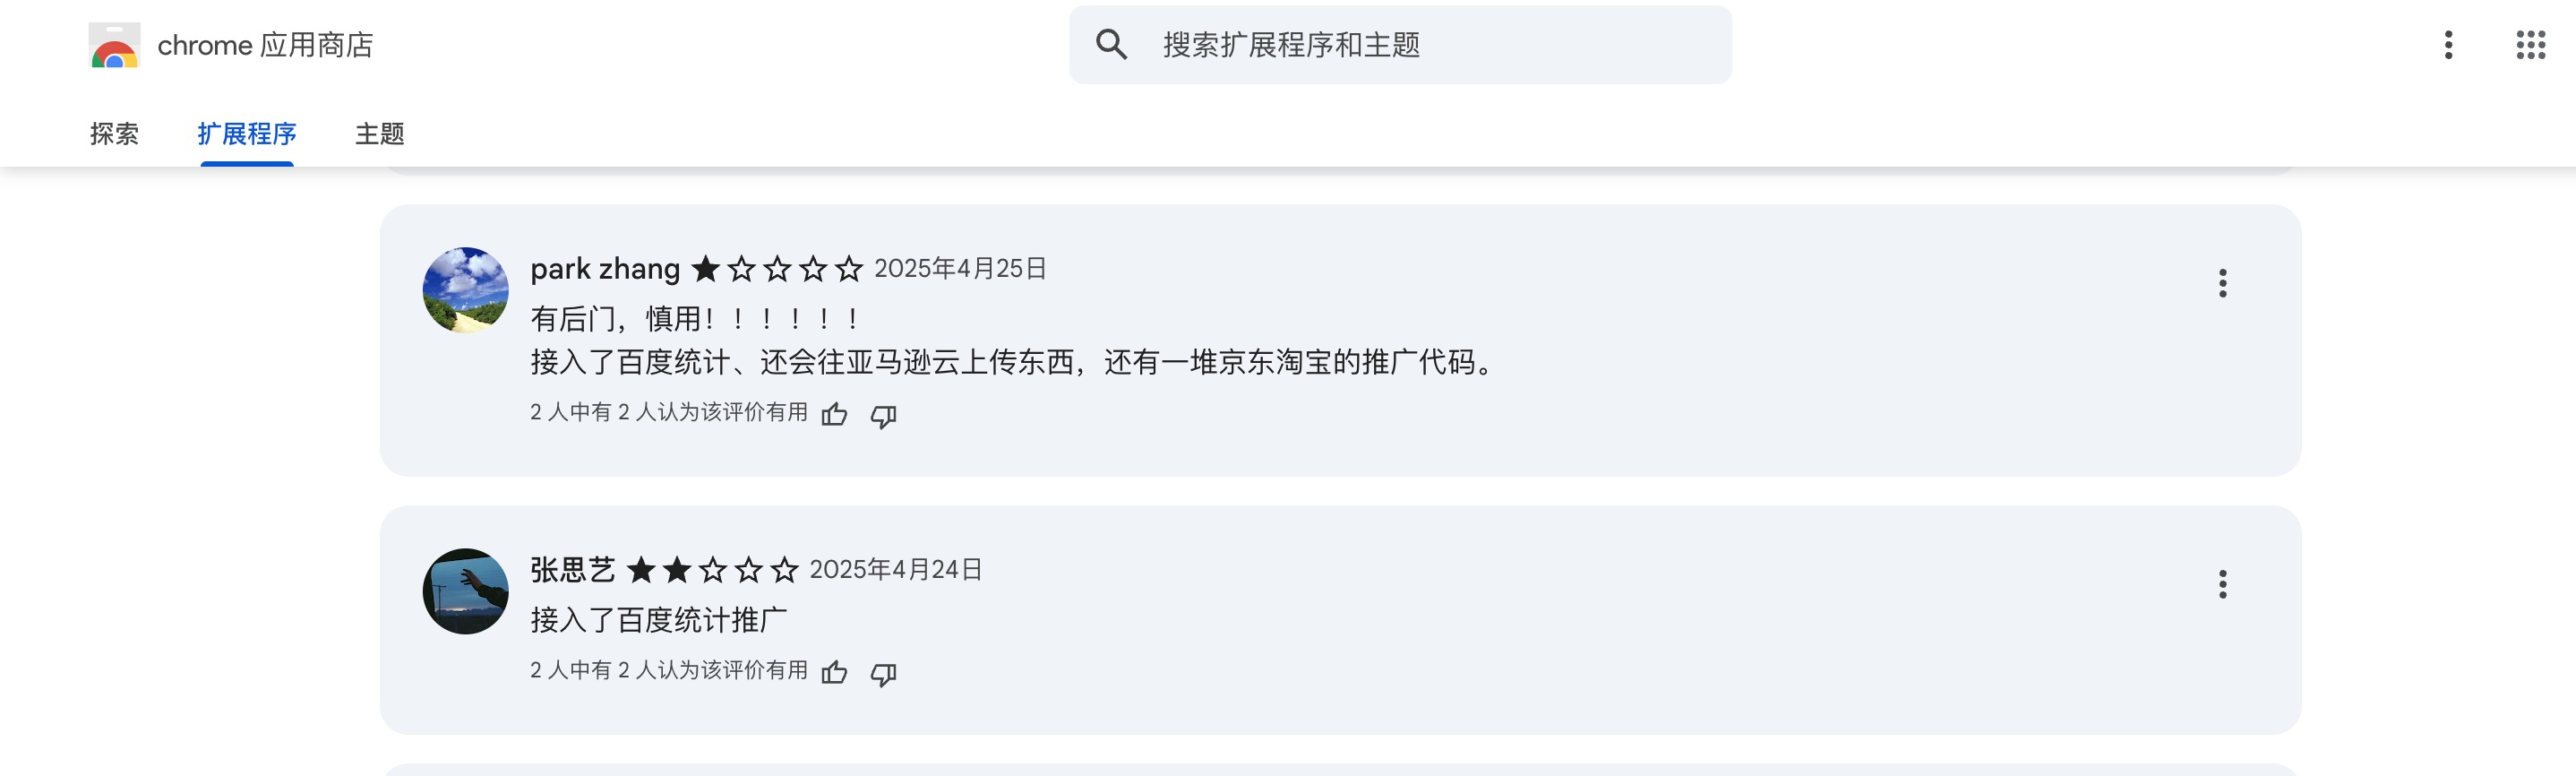 chrome 应用商店
搜索扩展程序和主题
探索
扩展程序
主题
park zhang
2025年4月25日
有后门，慎用！！！！！！
接入了百度统计、还会往亚马逊云上传东西，还有一堆京东淘宝的推广代码。
2 人中有 2 人认为该评价有用
张思艺
2025年4月24日
接入了百度统计推广
2 人中有 2 人认为该评价有用